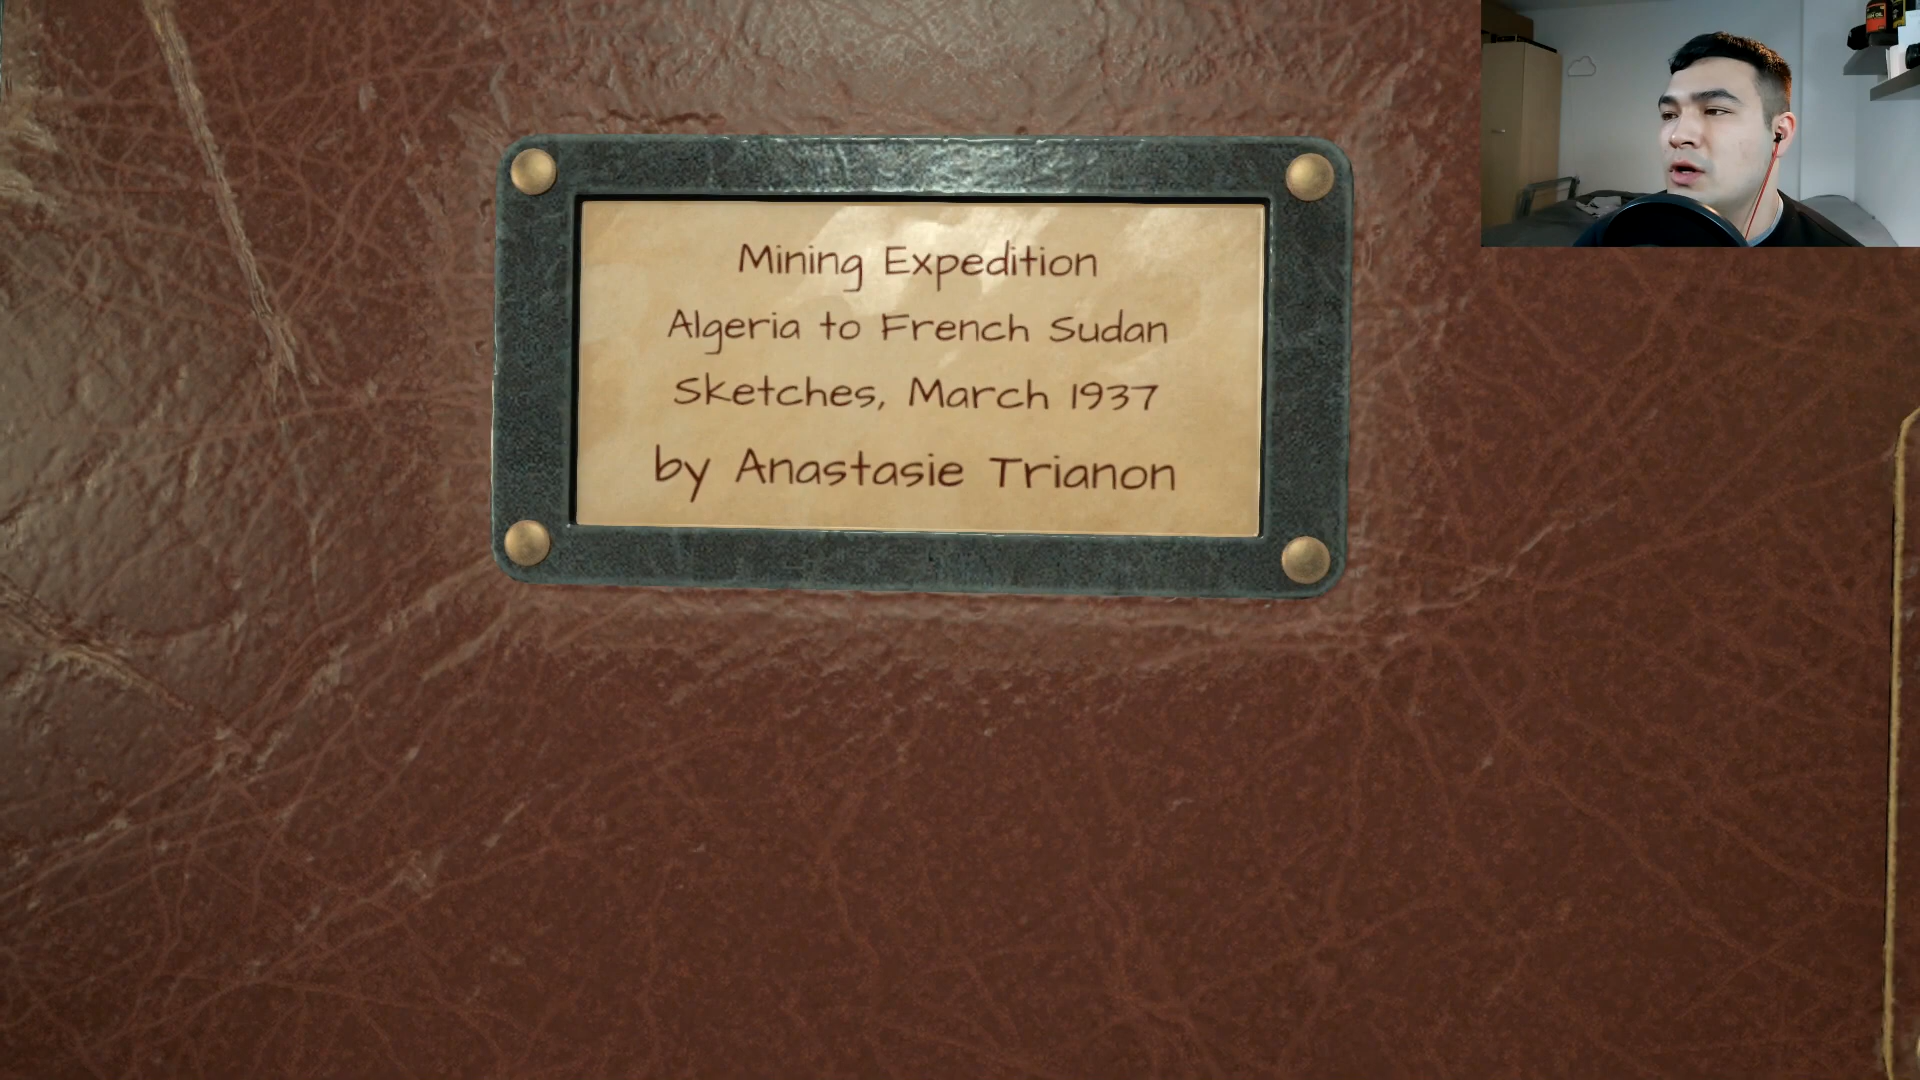 Mining Expedition
Algeria to French Sudan
Sketches, March 1937
by Anastasie Trianon